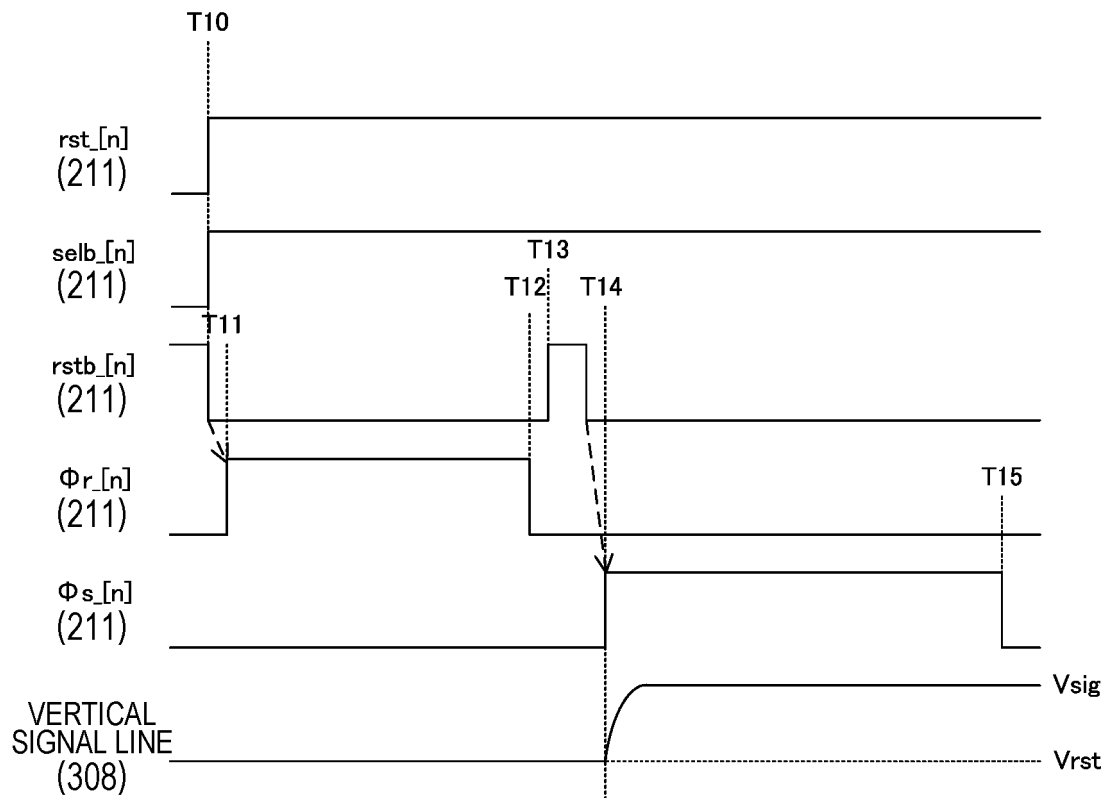 T10
rst_[n]
(211)
selb_[n]
(211)
T13
T12
T14
T11
rstb_[n]
(211)
Φr_[n]
(211)
T15
Φs_[n]
(211)
Vsig
VERTICAL
SIGNAL LINE
(308)
Vrst